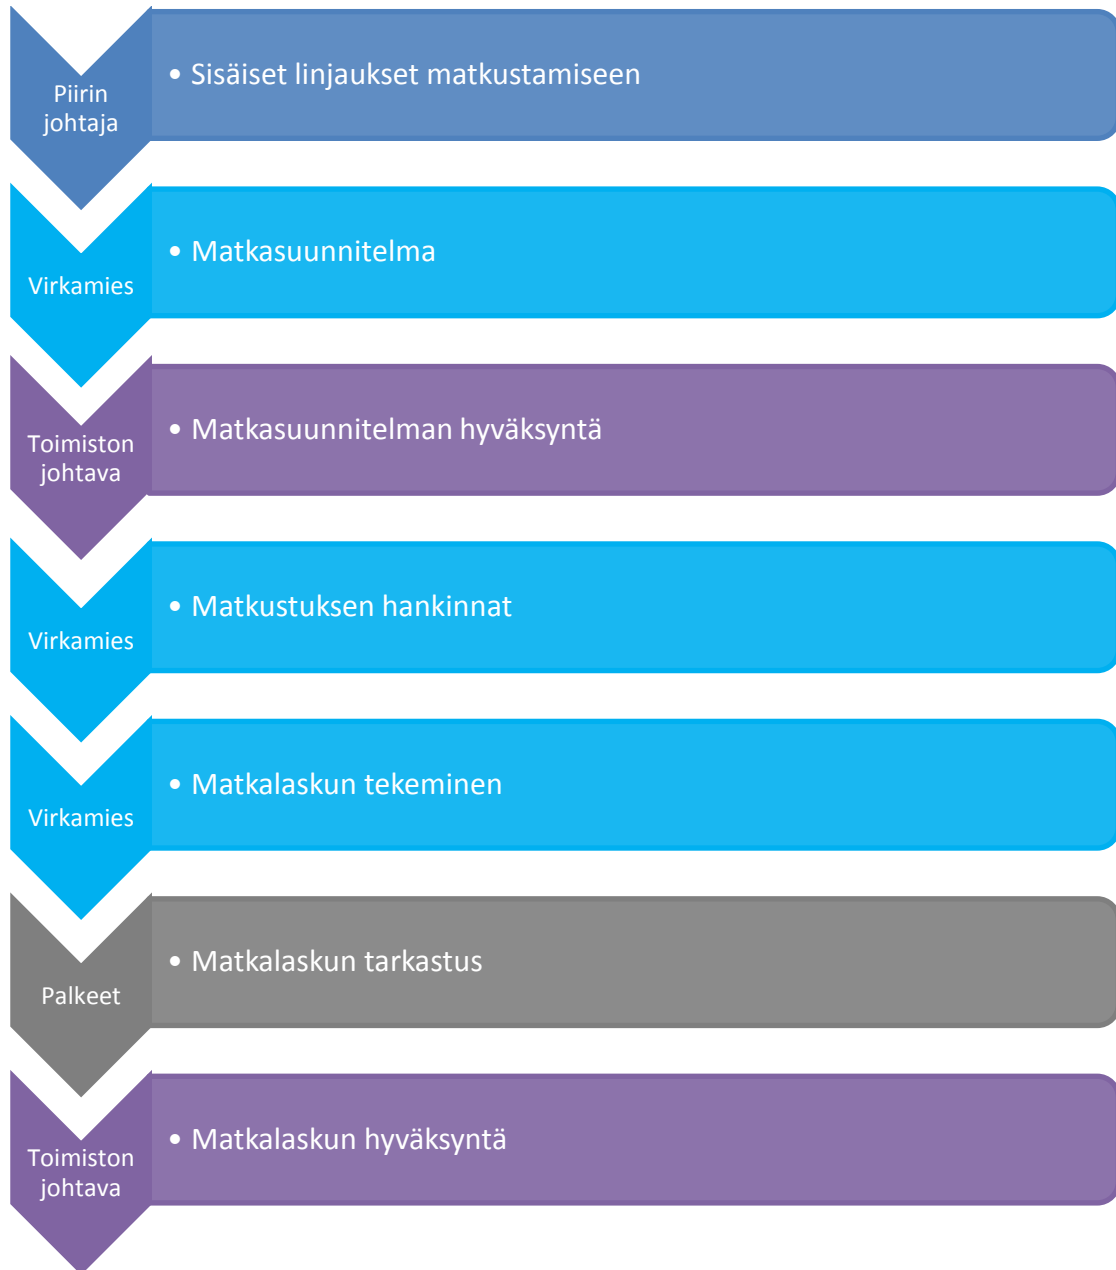 Piirin
johtaja
• Sisäiset linjaukset matkustamiseen
Virkamies
• Matkasuunnitelma
Toimiston
johtava
• Matkasuunnitelman hyväksyntä
Virkamies
• Matkustuksen hankinnat
Virkamies
• Matkalaskun tekeminen
Palkeet
• Matkalaskun tarkastus
Toimiston
johtava
• Matkalaskun hyväksyntä